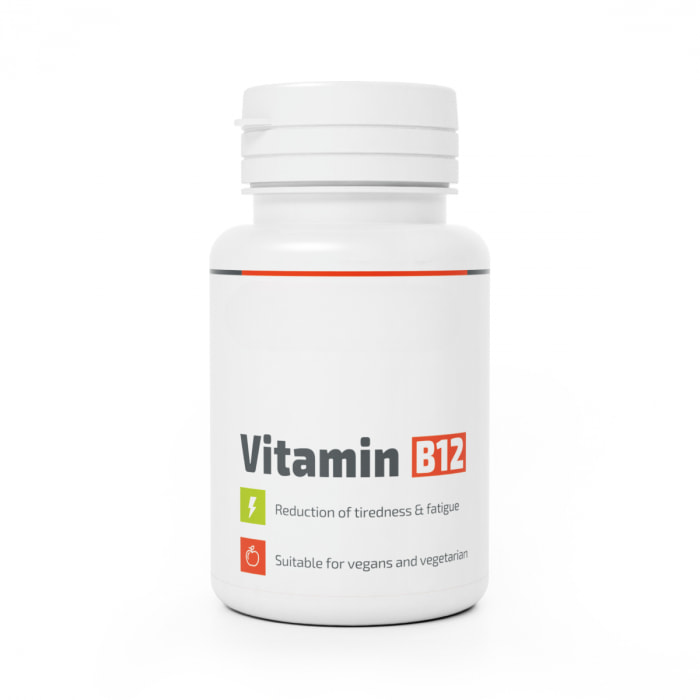 Vitamin B12
Reduction of tiredness & fatigue
Suitable for vegans and vegetarian